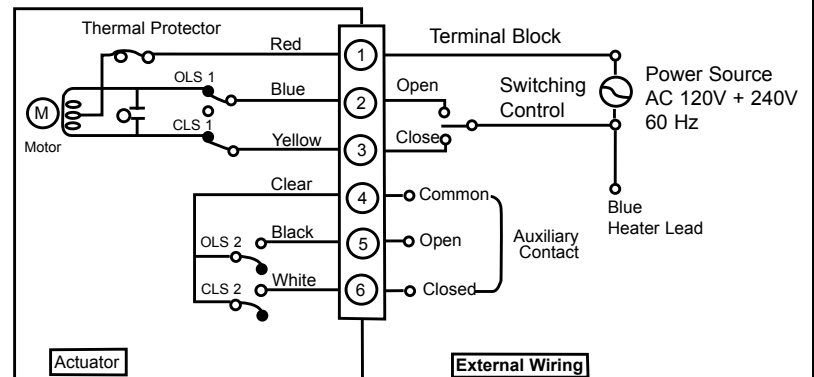 Thermal Protector
Red
1
Terminal Block
OLS 1
Blue
2
Open
Switching
Control
Power Source
AC 120V + 240V
60 Hz
M
Motor
CLS 1
Yellow
3
Close
Clear
4
Common
Blue
Heater Lead
OLS 2
Black
5
Open
Auxiliary
Contact
CLS 2
White
6
Closed
Actuator
External Wiring